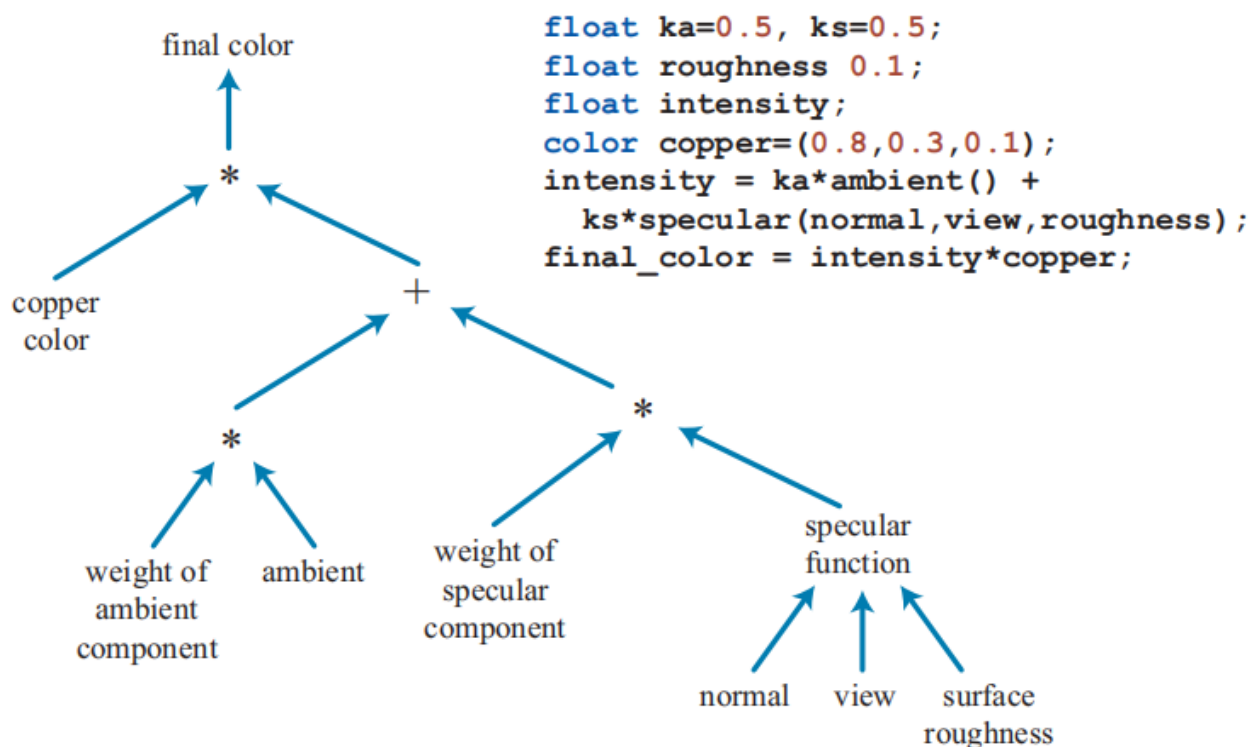 final color
float ka=0.5, ks=0.5;
float roughness 0.1;
float intensity;
color copper=(0.8,0.3,0.1);
intensity = ka*ambient() +
ks*specular(normal,view,roughness);
final_color = intensity*copper;
*
copper
color
+
*
*
weight of
ambient
component
ambient
weight of
specular
component
specular
function
normal
view
surface
roughness